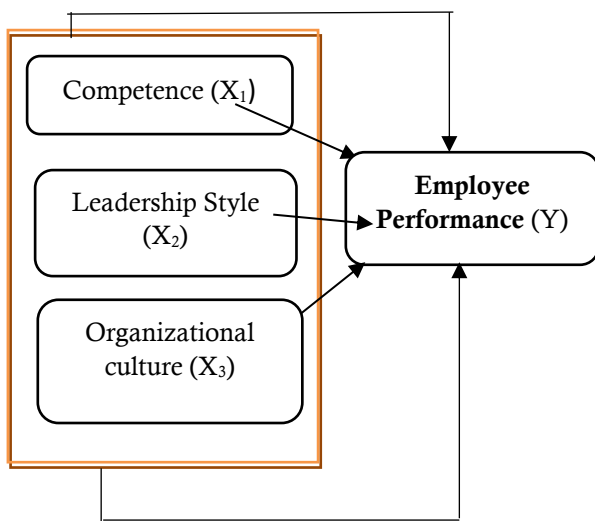 Competence (X₁)
Leadership Style
(X₂)
Organizational
culture (X₃)
Employee
Performance (Y)